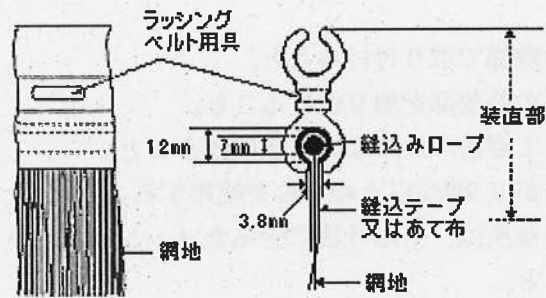 ラッシング
ベルト用具
12mm
7mm
3,8mm
装直部
縫込みロープ
縫込テープ
又はあて布
網地
網地